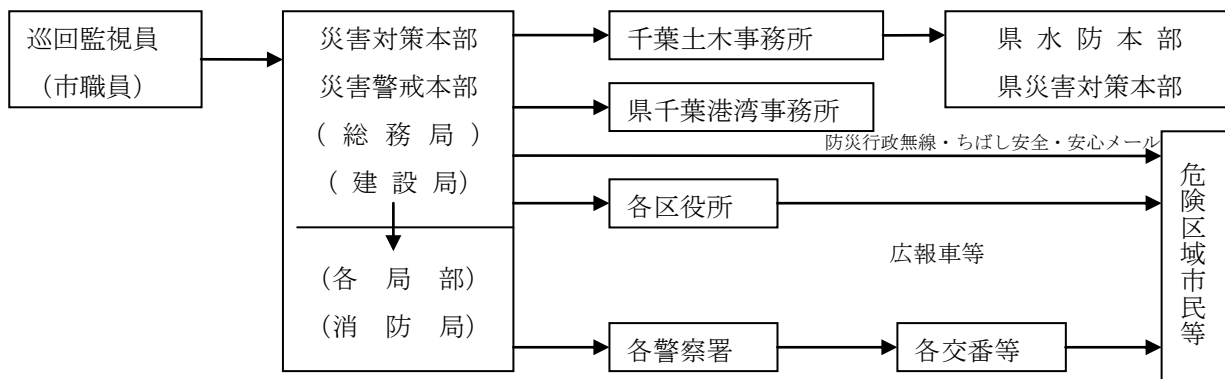 巡回監視員
（市職員）
災害対策本部
災害警戒本部
（ 総 務 局 ）
（ 建 設 局）
（各 局 部）
（消 防 局）
千葉土木事務所
県 水 防 本 部
県災害対策本部
県千葉港湾事務所
防災行政無線・ちばし安全・安心メール
各区役所
広報車等
各警察署
各交番等
危険区域市民等